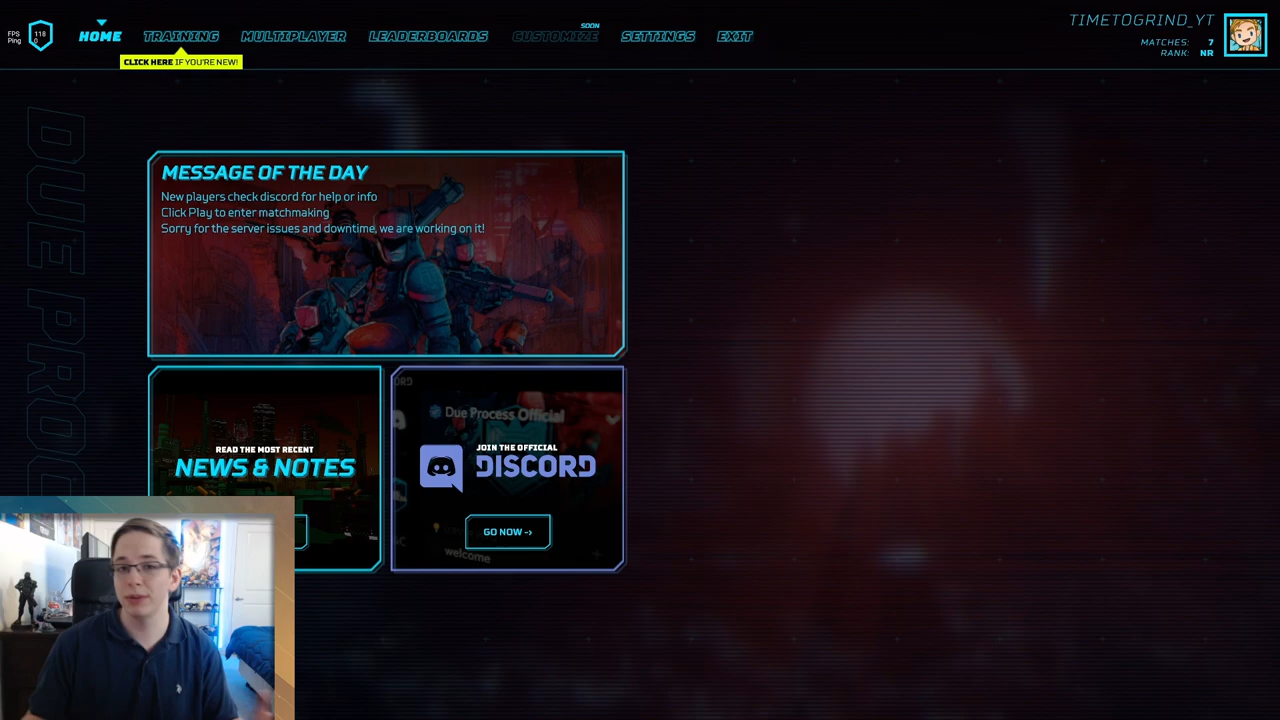 FPS
Ping
118
0
HOME
TRAINING
MULTIPLAYER
LEADERBOARDS
SOON
CUSTOMIZE
SETTINGS
EXIT
CLICK HERE IF YOU'RE NEW!
TIMETOGRIND_YT
MATCHES: 7
RANK: NR
DUE PROC
MESSAGE OF THE DAY
New players check discord for help or info
Click Play to enter matchmaking
Sorry for the server issues and downtime, we are working on it!
READ THE MOST RECENT
NEWS & NOTES
Due Process Official
JOIN THE OFFICIAL
DISCORD
GO NOW ->
welcome